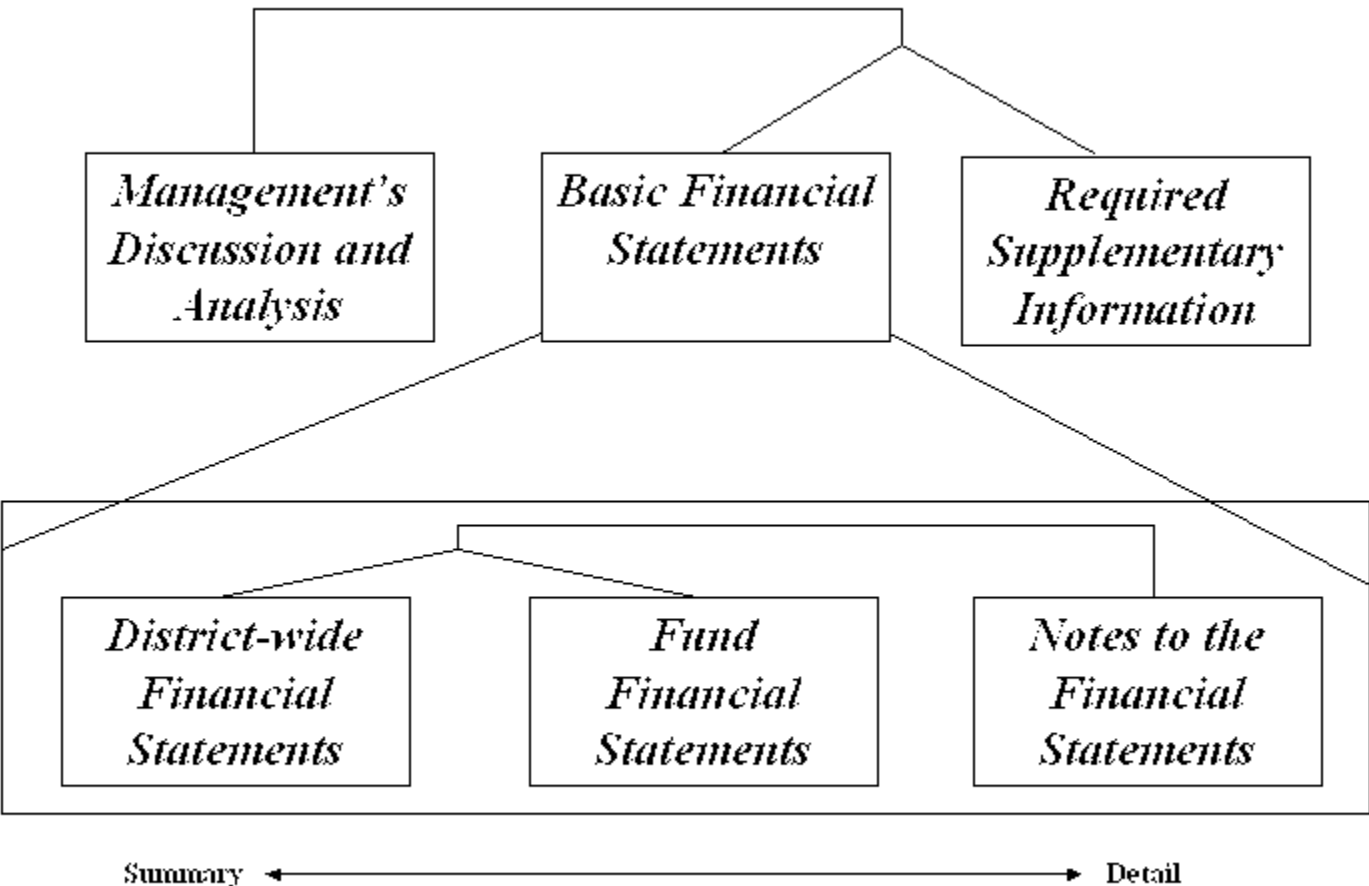 Management's
Discussion and
Analysis
Basic Financial
Statements
Required
Supplementary
Information
District-wide
Financial
Statements
Fund
Financial
Statements
Notes to the
Financial
Statements
Summary
Detail